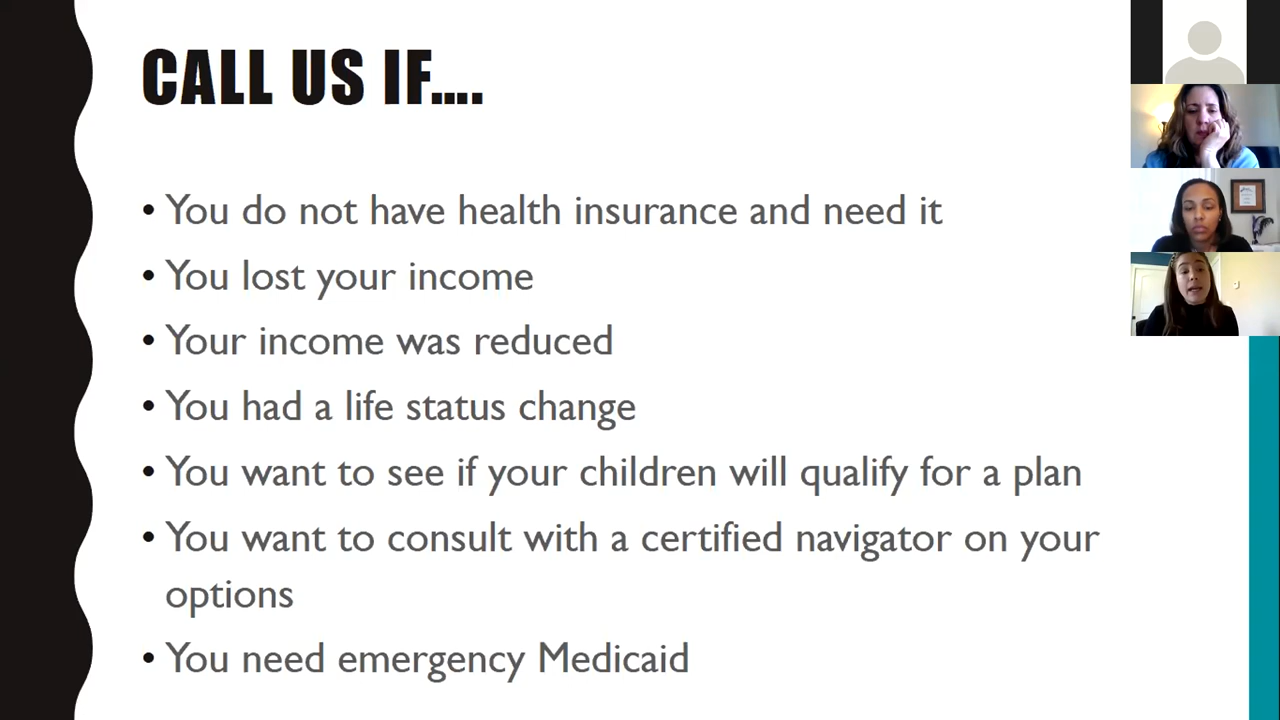 CALL US IF....
• You do not have health insurance and need it
• You lost your income
• Your income was reduced
• You had a life status change
• You want to see if your children will qualify for a plan
• You want to consult with a certified navigator on your
options
• You need emergency Medicaid